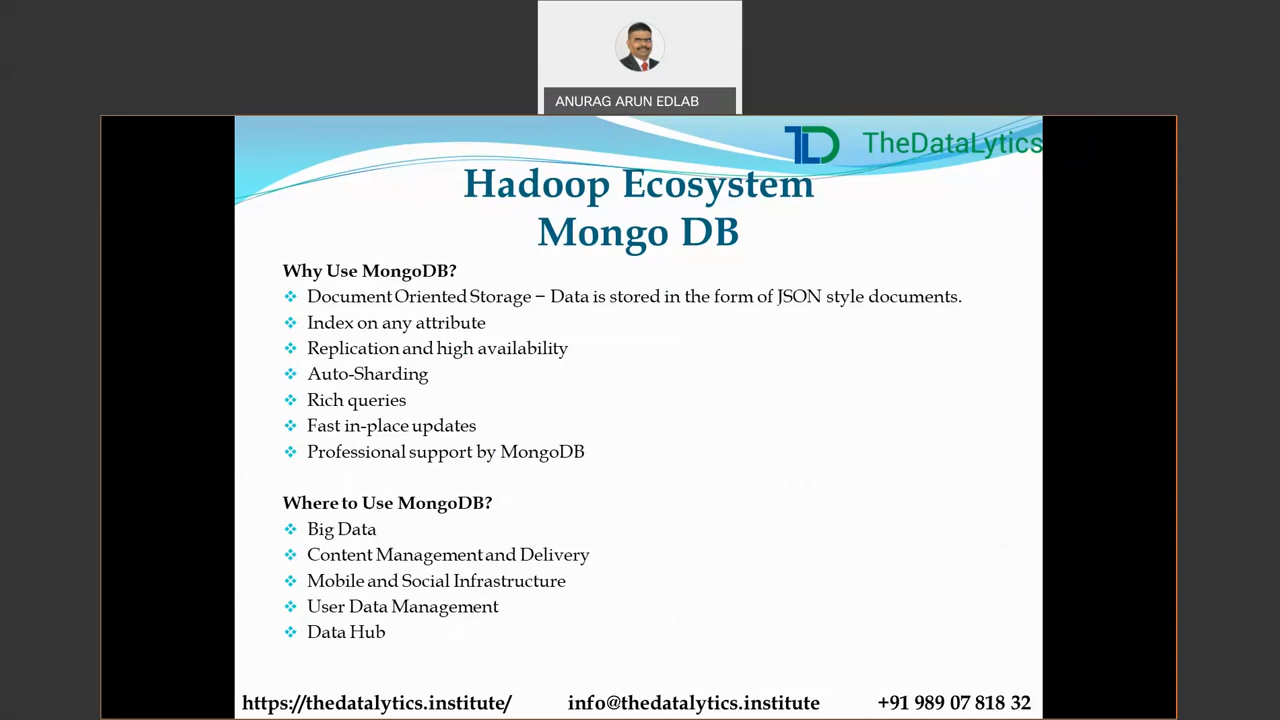 ANURAG ARUN EDLAB
TheDataLytics
Hadoop Ecosystem
Mongo DB
Why Use MongoDB?
❖ Document Oriented Storage − Data is stored in the form of JSON style documents.
❖ Index on any attribute
❖ Replication and high availability
❖ Auto-Sharding
❖ Rich queries
❖ Fast in-place updates
❖ Professional support by MongoDB
Where to Use MongoDB?
❖ Big Data
❖ Content Management and Delivery
❖ Mobile and Social Infrastructure
❖ User Data Management
❖ Data Hub
https://thedatalytics.institute/ info@thedatalytics.institute +91 989 07 818 32